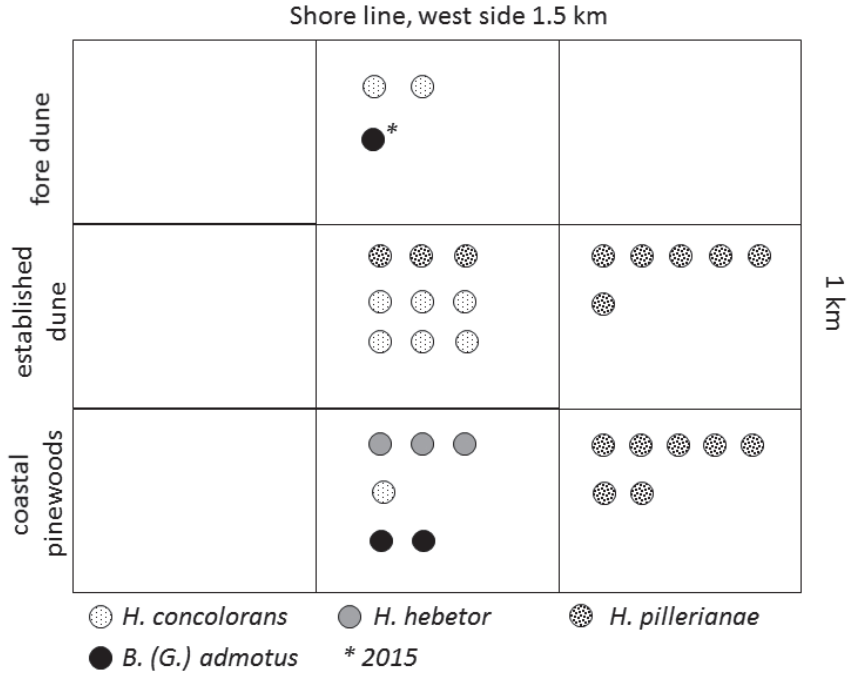 Shore line, west side 1.5 km
fore dune
*
established
dune
1 km
coastal
pinewoods
H. concolorans
H. hebetor
H. pillerianae
B. (G.) admotus
* 2015